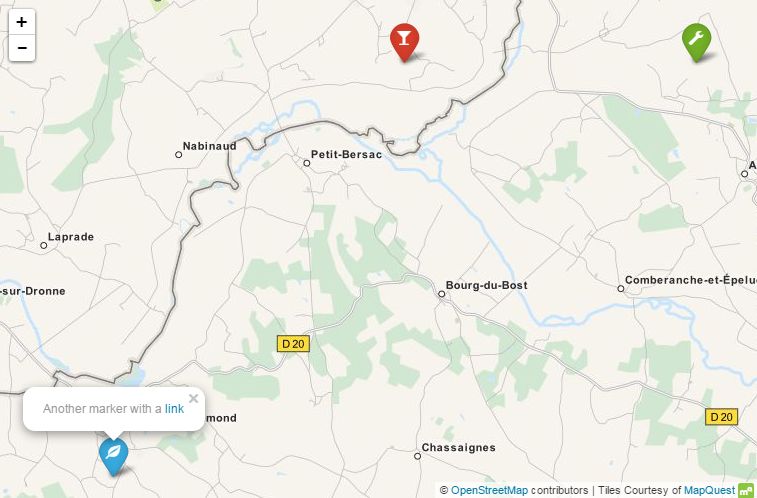 +
−
Nabinaud
Petit-Bersac
A
Laprade
-sur-Dronne
Bourg-du-Bost
Comberanche-et-Épeluc
D 20
Another marker with a link ×
mond
D 20
Chassaignes
© OpenStreetMap contributors | Tiles Courtesy of MapQuest m